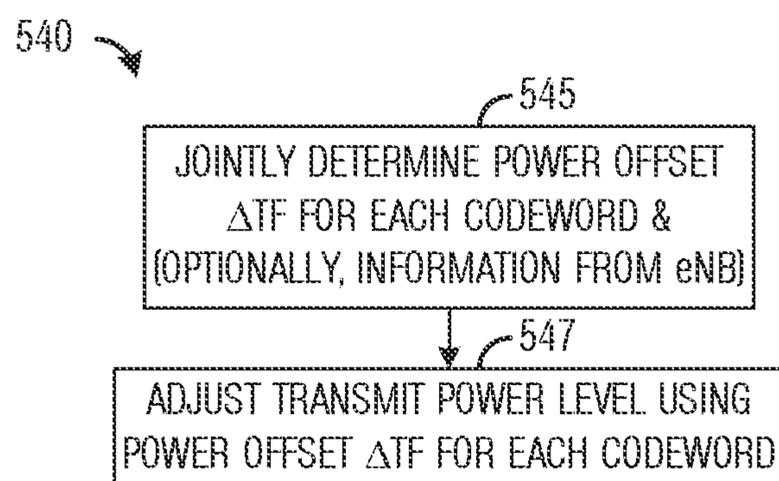 540
545
JOINTLY DETERMINE POWER OFFSET
ΔTF FOR EACH CODEWORD &
(OPTIONALLY, INFORMATION FROM eNB)
547
ADJUST TRANSMIT POWER LEVEL USING
POWER OFFSET ΔTF FOR EACH CODEWORD